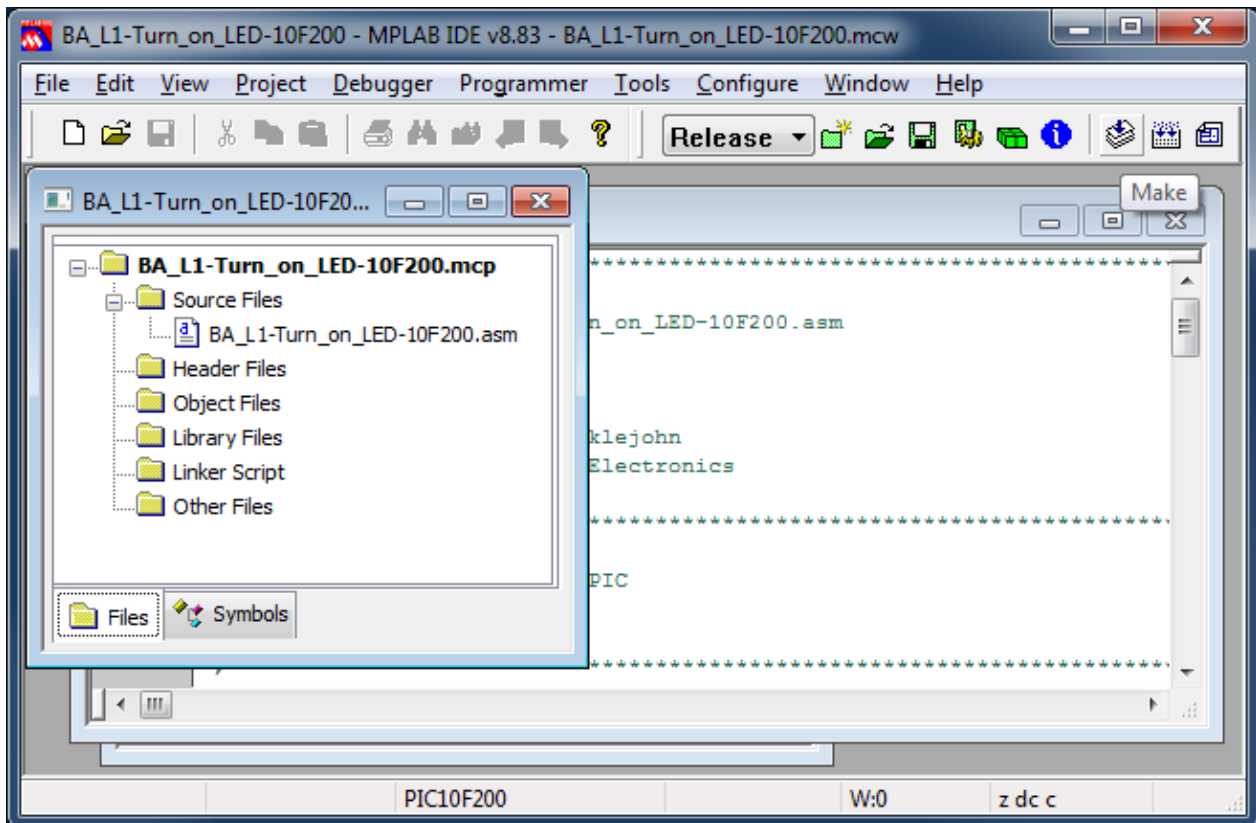 BA_L1-Turn_on_LED-10F200 - MPLAB IDE v8.83 - BA_L1-Turn_on_LED-10F200.mcw
File Edit View Project Debugger Programmer Tools Configure Window Help
Release
Make
BA_L1-Turn_on_LED-10F20...
BA_L1-Turn_on_LED-10F200.mcp
Source Files
BA_L1-Turn_on_LED-10F200.asm
Header Files
Object Files
Library Files
Linker Script
Other Files
Files Symbols
n_on_LED-10F200.asm
klejohn
Electronics
PIC
PIC10F200 W:0 z dc c